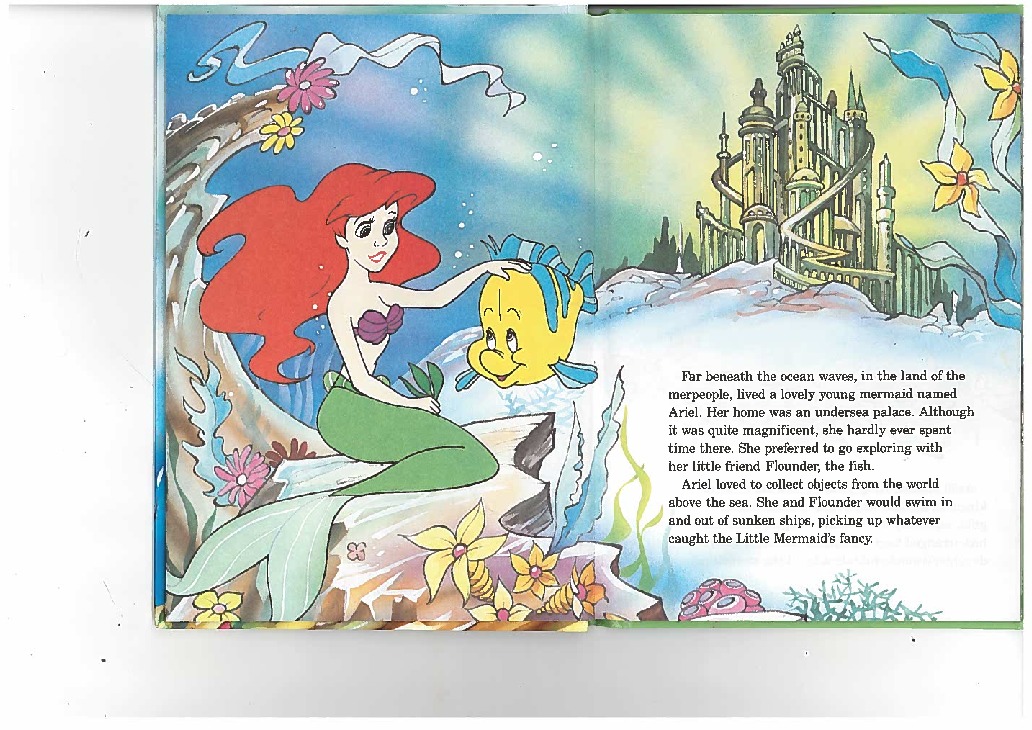 Far beneath the ocean waves, in the land of the
merpeople, lived a lovely young mermaid named
Ariel. Her home was an undersea palace. Although
it was quite magnificent, she hardly ever spent
time there. She preferred to go exploring with
her little friend Flounder, the fish.
Ariel loved to collect objects from the world
above the sea. She and Flounder would swim in
and out of sunken ships, picking up whatever
caught the Little Mermaid's fancy.